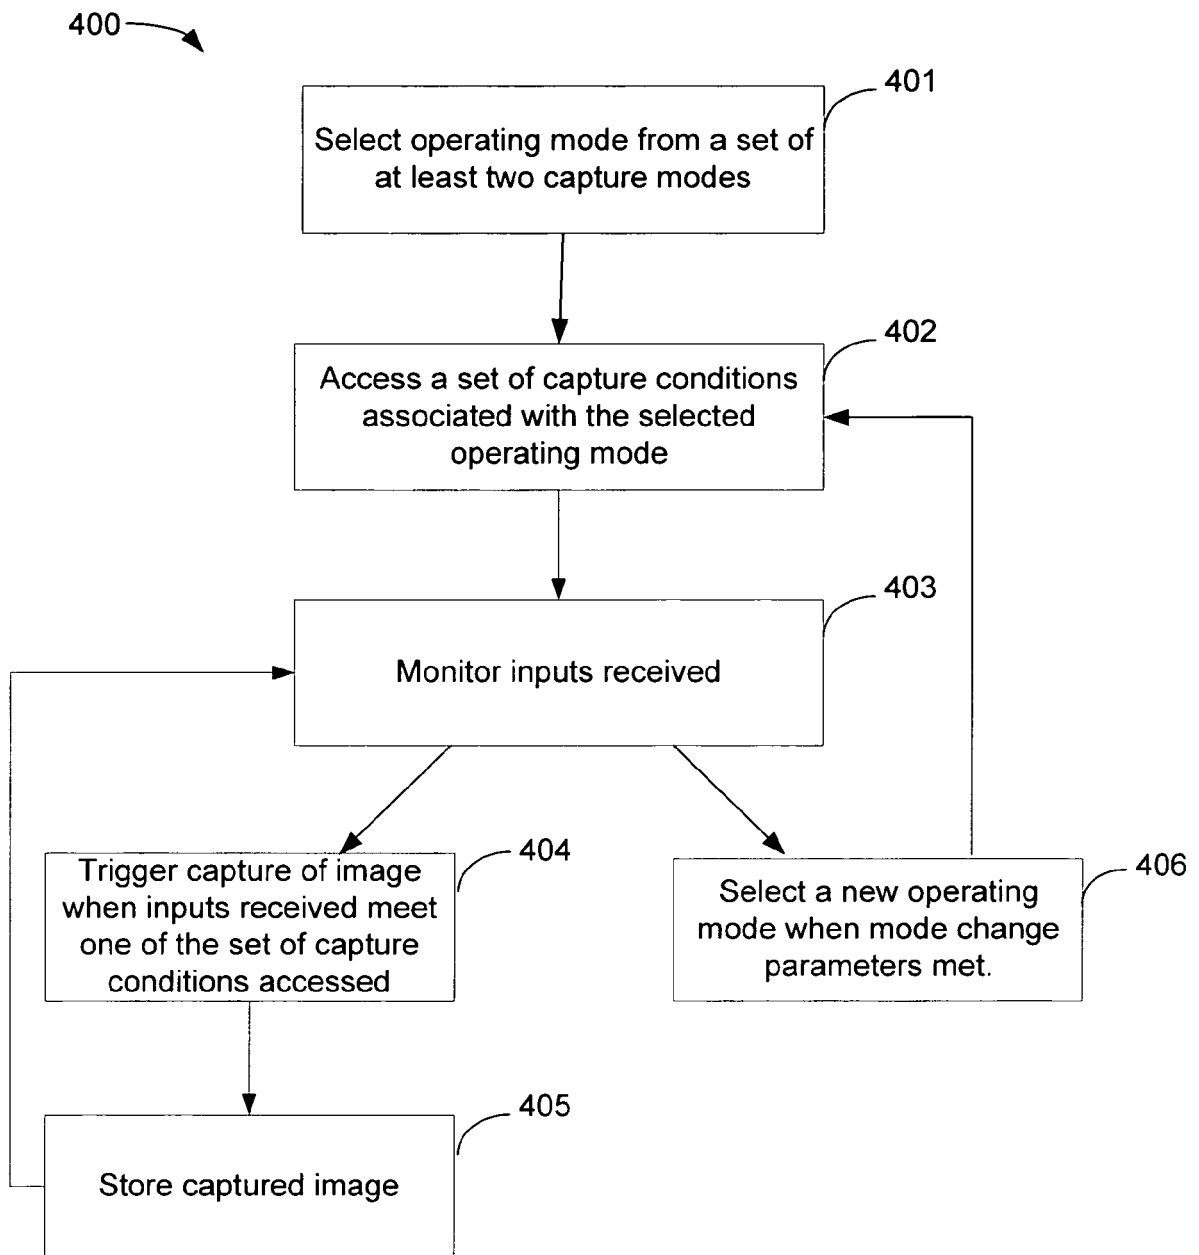 400
401
Select operating mode from a set of
at least two capture modes
402
Access a set of capture conditions
associated with the selected
operating mode
403
Monitor inputs received
404
Trigger capture of image
when inputs received meet
one of the set of capture
conditions accessed
406
Select a new operating
mode when mode change
parameters met.
405
Store captured image